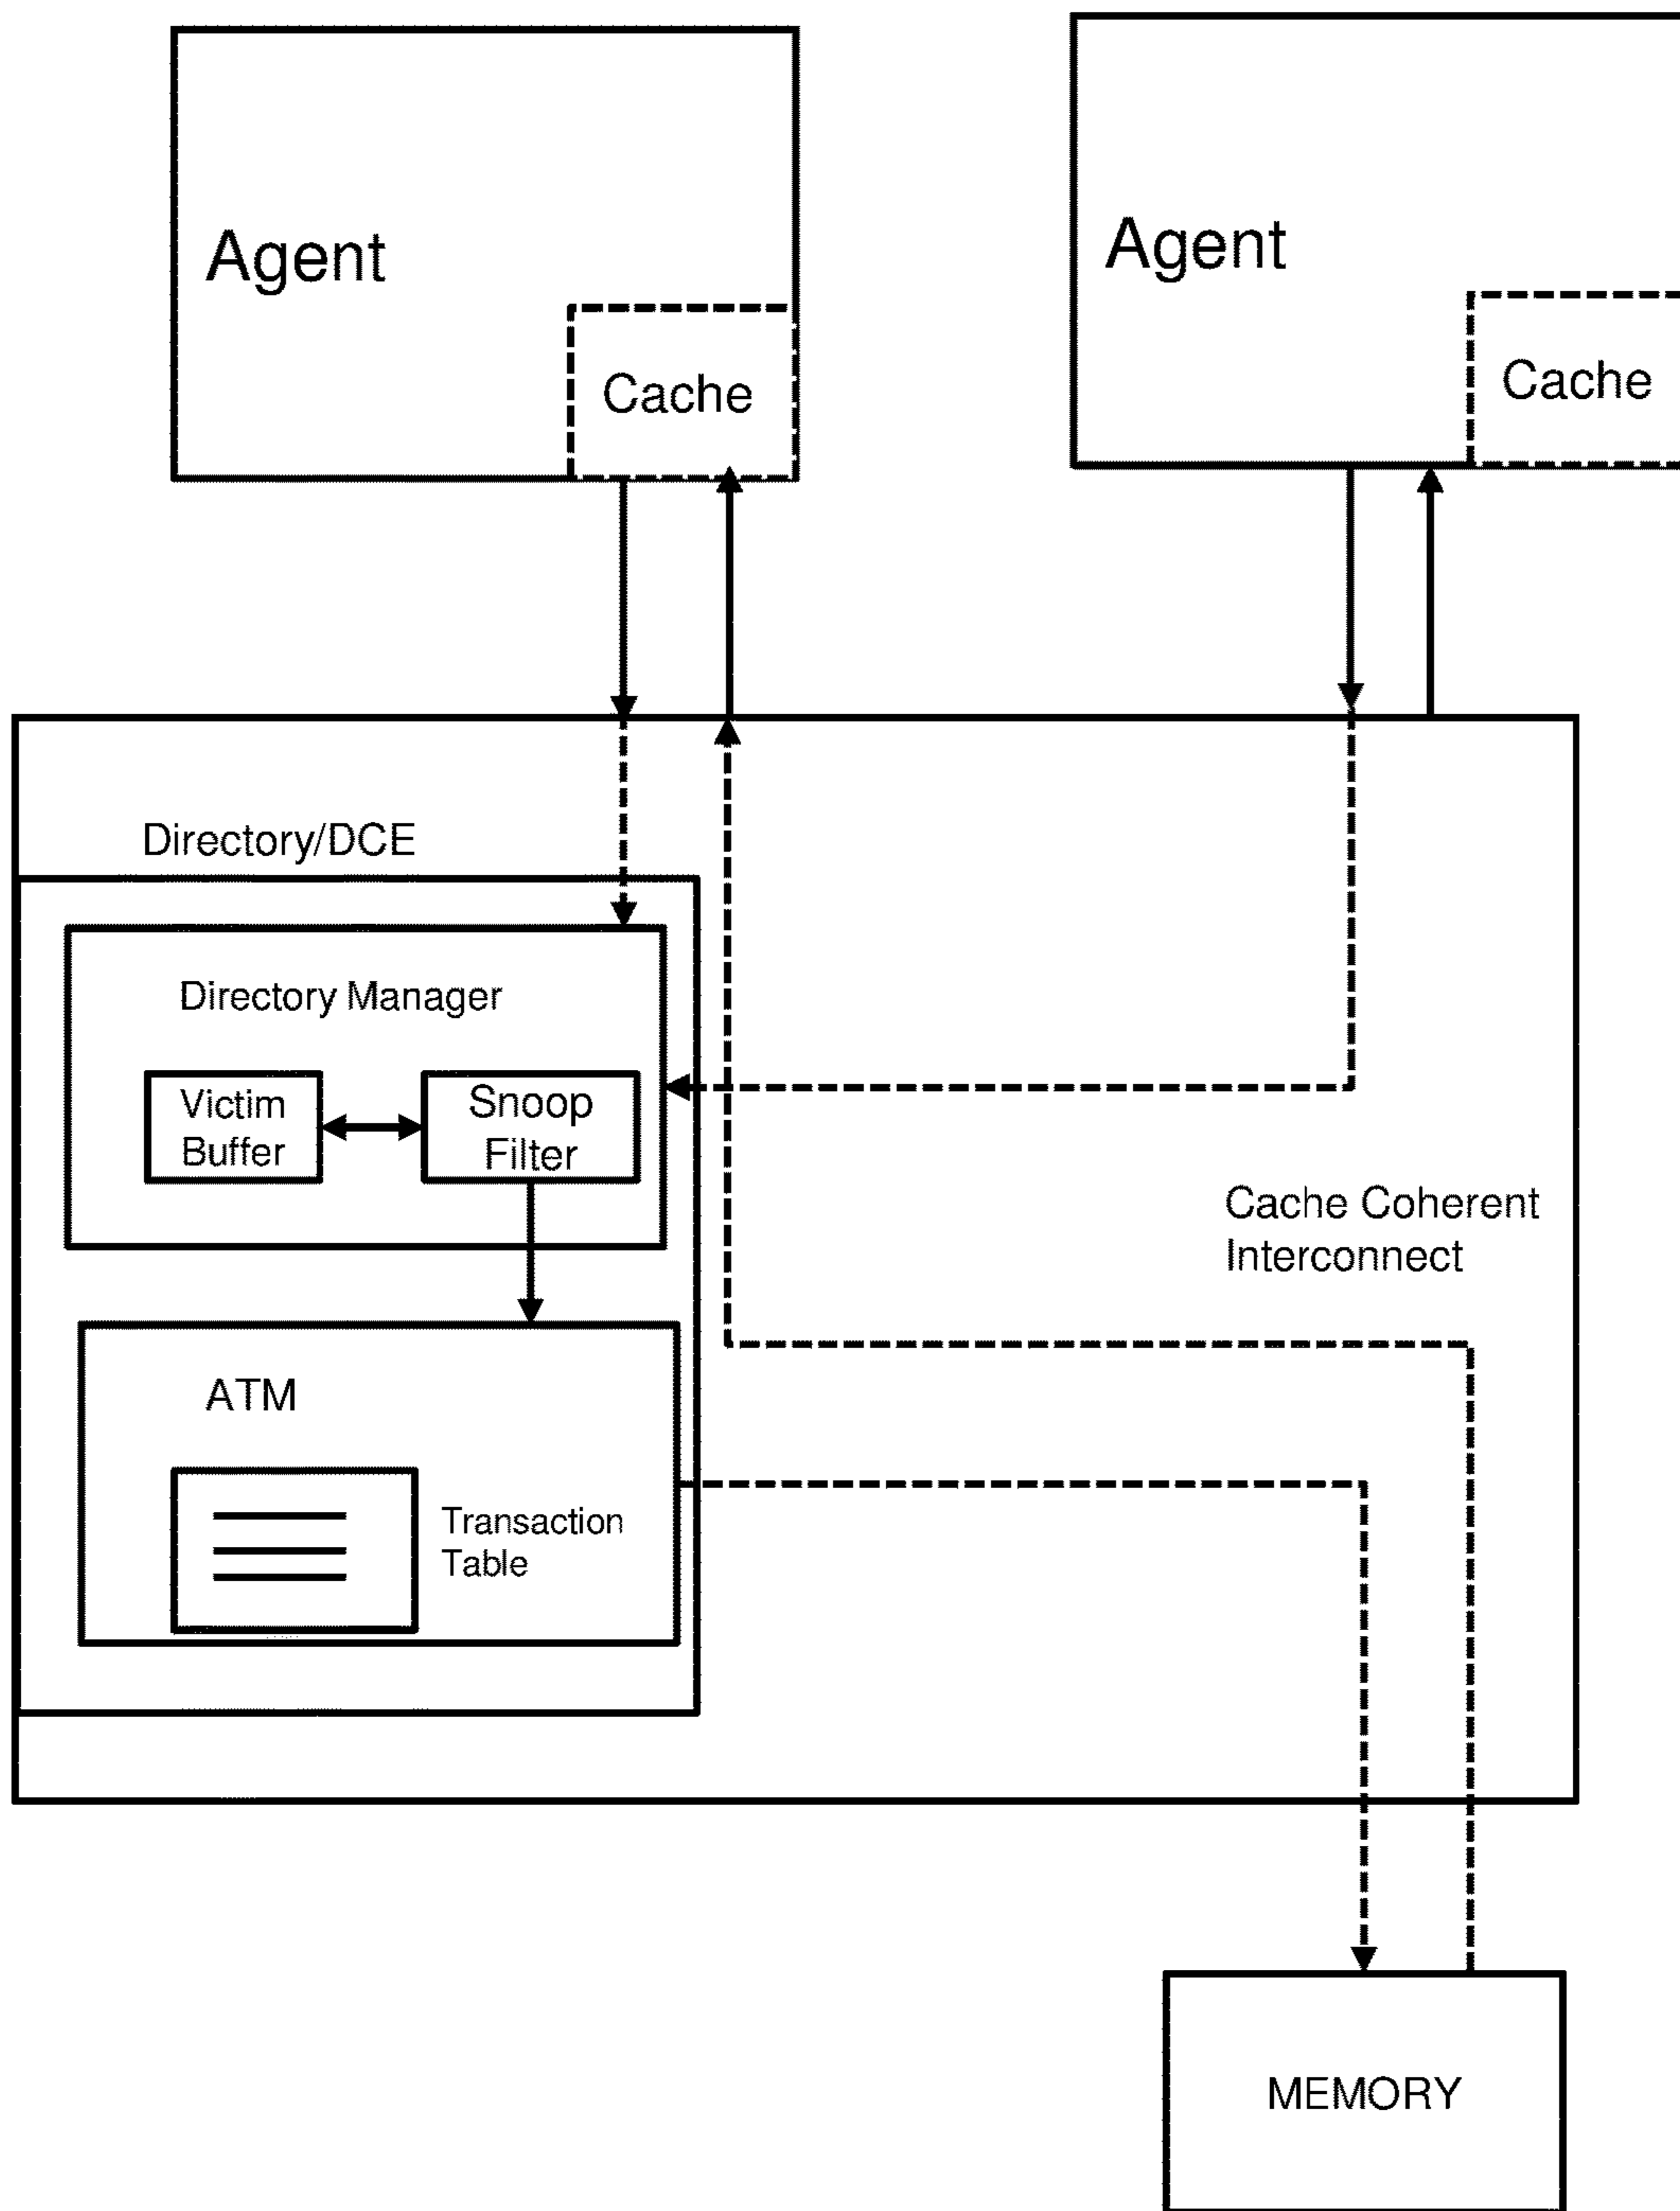 Agent
Cache
Agent
Cache
Directory/DCE
Directory Manager
Victim
Buffer
Snoop
Filter
Cache Coherent
Interconnect
ATM
Transaction
Table
MEMORY